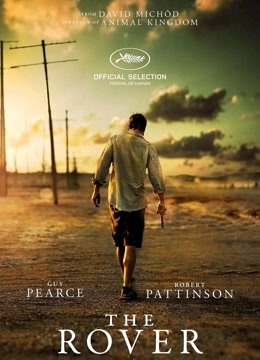 FROM DAVID MICHÔD
DIRECTOR OF ANIMAL KINGDOM
OFFICIAL SELECTION
FESTIVAL DE CANNES
GUY
PEARCE
ROBERT
PATTINSON
THE
ROVER